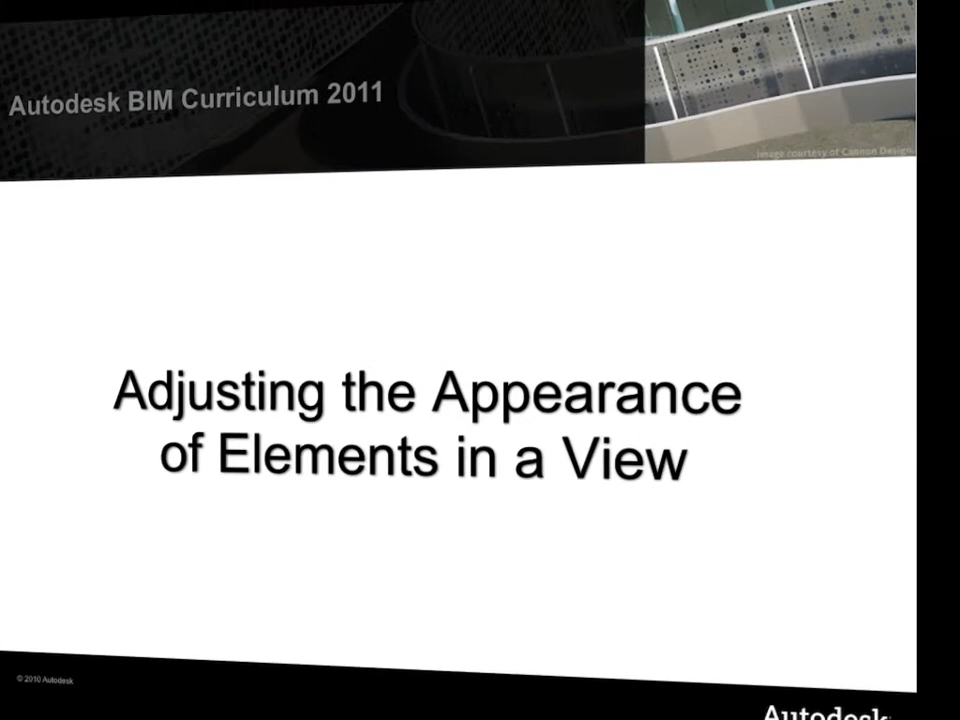 Autodesk BIM Curriculum 2011
Image courtesy of Cannon Design
Adjusting the Appearance
of Elements in a View
© 2010 Autodesk
Autodesk